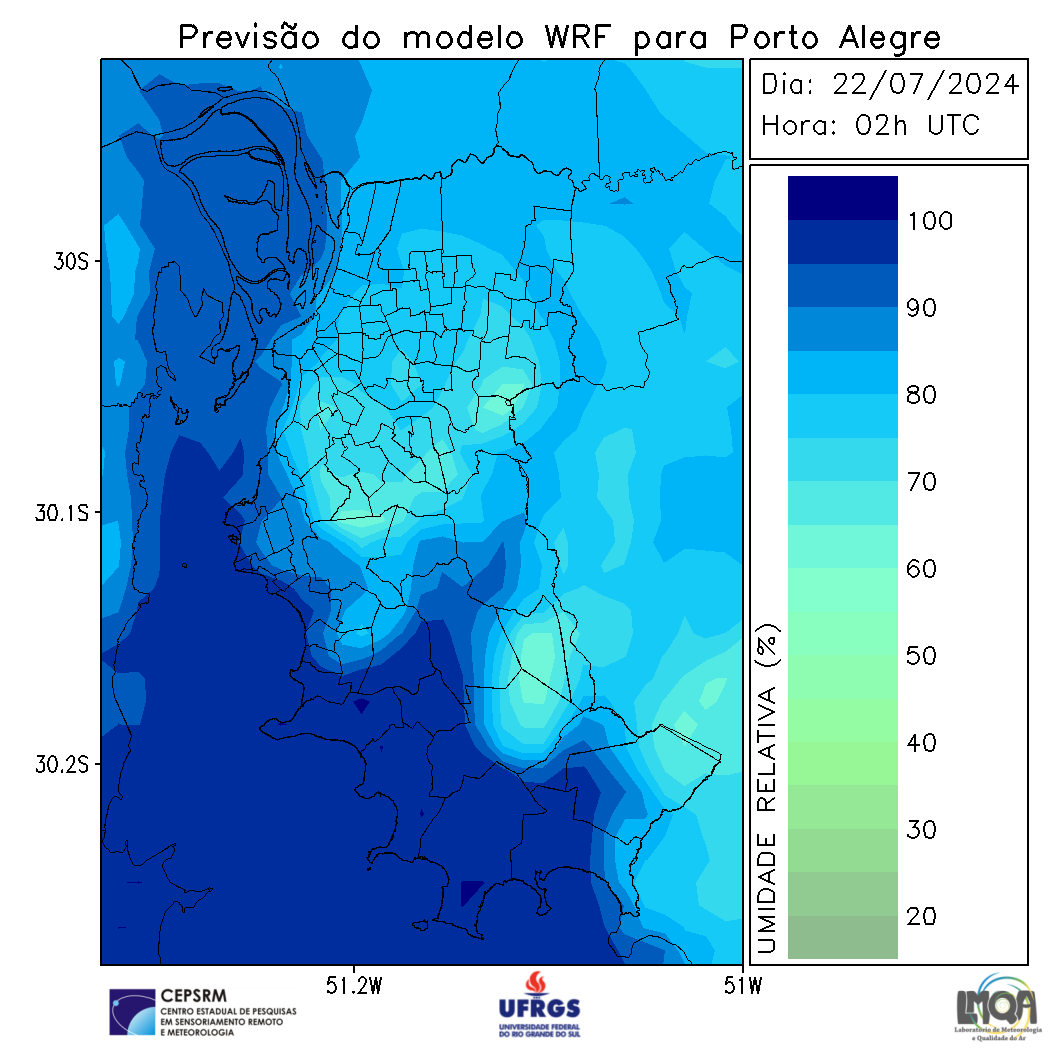 Previsão do modelo WRF para Porto Alegre
Dia: 22/07/2024
Hora: 02h UTC
30S
30.1S
30.2S
51.2W
51W
100
90
80
70
60
50
40
30
20
UMIDADE RELATIVA (%)
CEPSRM
CENTRO ESTADUAL DE PESQUISAS
EM SENSORIAMENTO REMOTO
E METEOROLOGIA
UFRGS
UNIVERSIDADE FEDERAL
DO RIO GRANDE DO SUL
LMQA
Laboratório de Meteorologia
e Qualidade do Ar